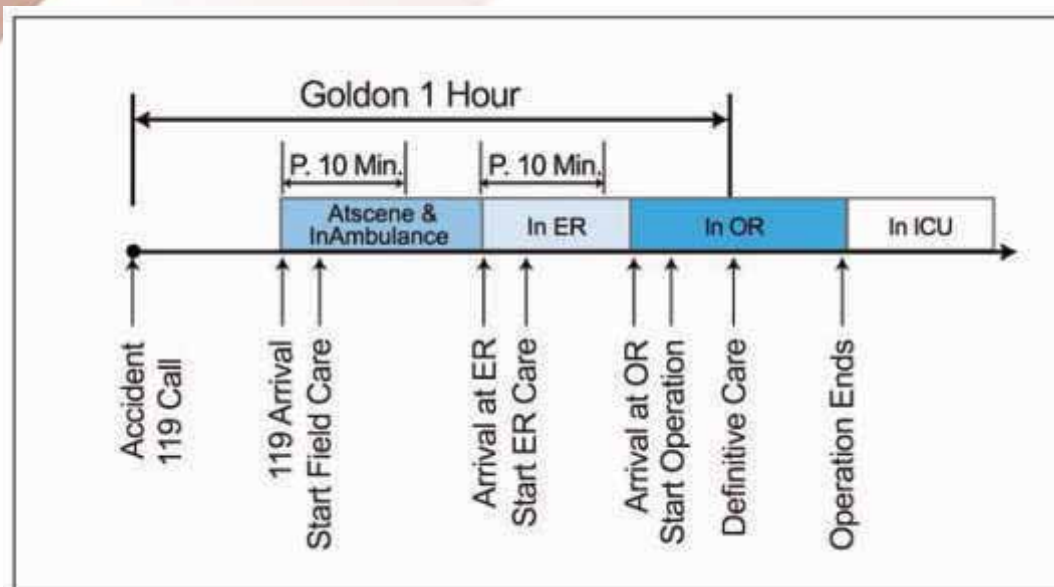 Goldon 1 Hour
P. 10 Min.
P. 10 Min.
Atscene &
InAmbulance
In ER
In OR
In ICU
Accident
119 Call
119 Arrival
Start Field Care
Arrival at ER
Start ER Care
Arrival at OR
Start Operation
Definitive Care
Operation Ends